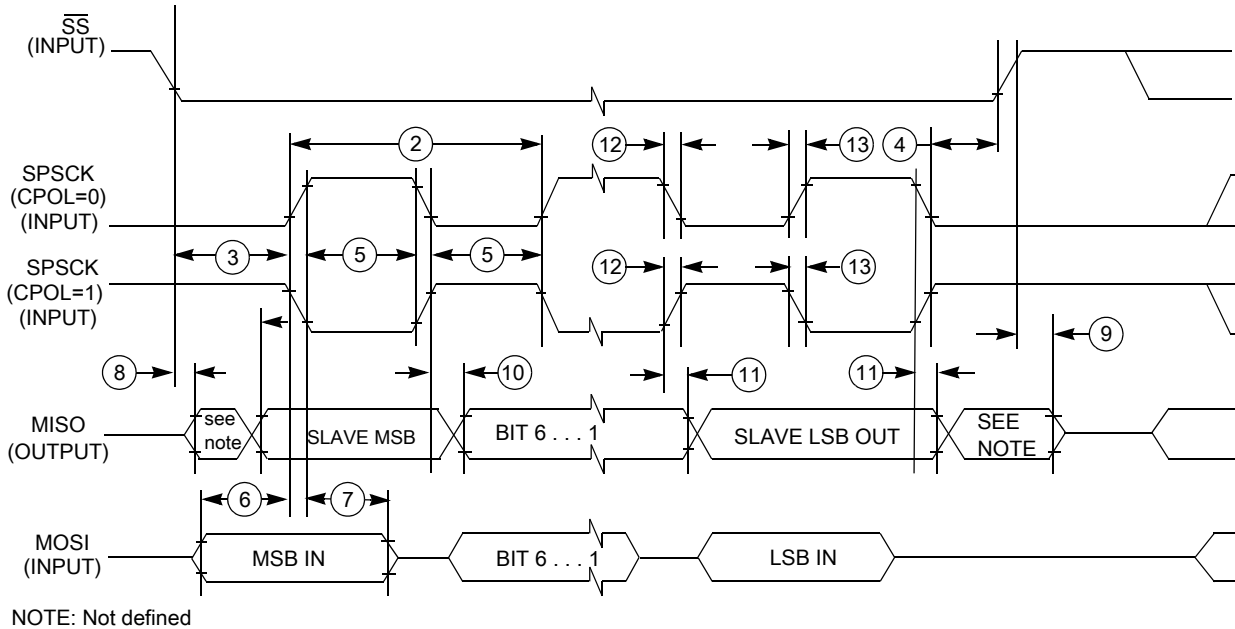 SS
(INPUT)
2
12
13
4
SPSCK
(CPOL=0)
(INPUT)
3
5
5
SPSCK
(CPOL=1)
(INPUT)
12
13
8
10
11
11
9
MISO
(OUTPUT)
see
note
SLAVE MSB
BIT 6 . . . 1
SLAVE LSB OUT
SEE
NOTE
6
7
MOSI
(INPUT)
MSB IN
BIT 6 . . . 1
LSB IN
NOTE: Not defined